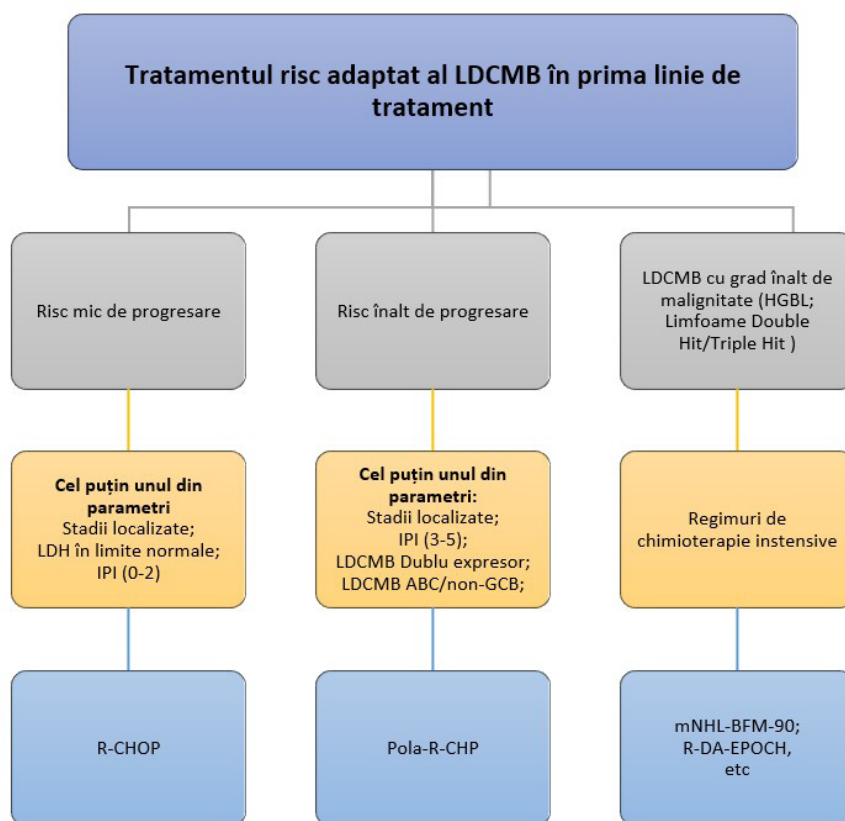 Tratamentul risc adaptat al LDCMB în prima linie de
tratament
Risc mic de progresare
Risc înalt de progresare
LDCMB cu grad înalt de
malignitate (HGBL;
Limfoame Double
Hit/Triple Hit )
Cel puțin unul din
parametri
Stadii localizate;
LDH în limite normale;
IPI (0-2)
Cel puțin unul din
parametri:
Stadii localizate;
IPI (3-5);
LDCMB Dublu expresor;
LDCMB ABC/non-GCB;
Regimuri de
chimioterapie instensive
R-CHOP
Pola-R-CHP
mNHL-BFM-90;
R-DA-EPOCH,
etc